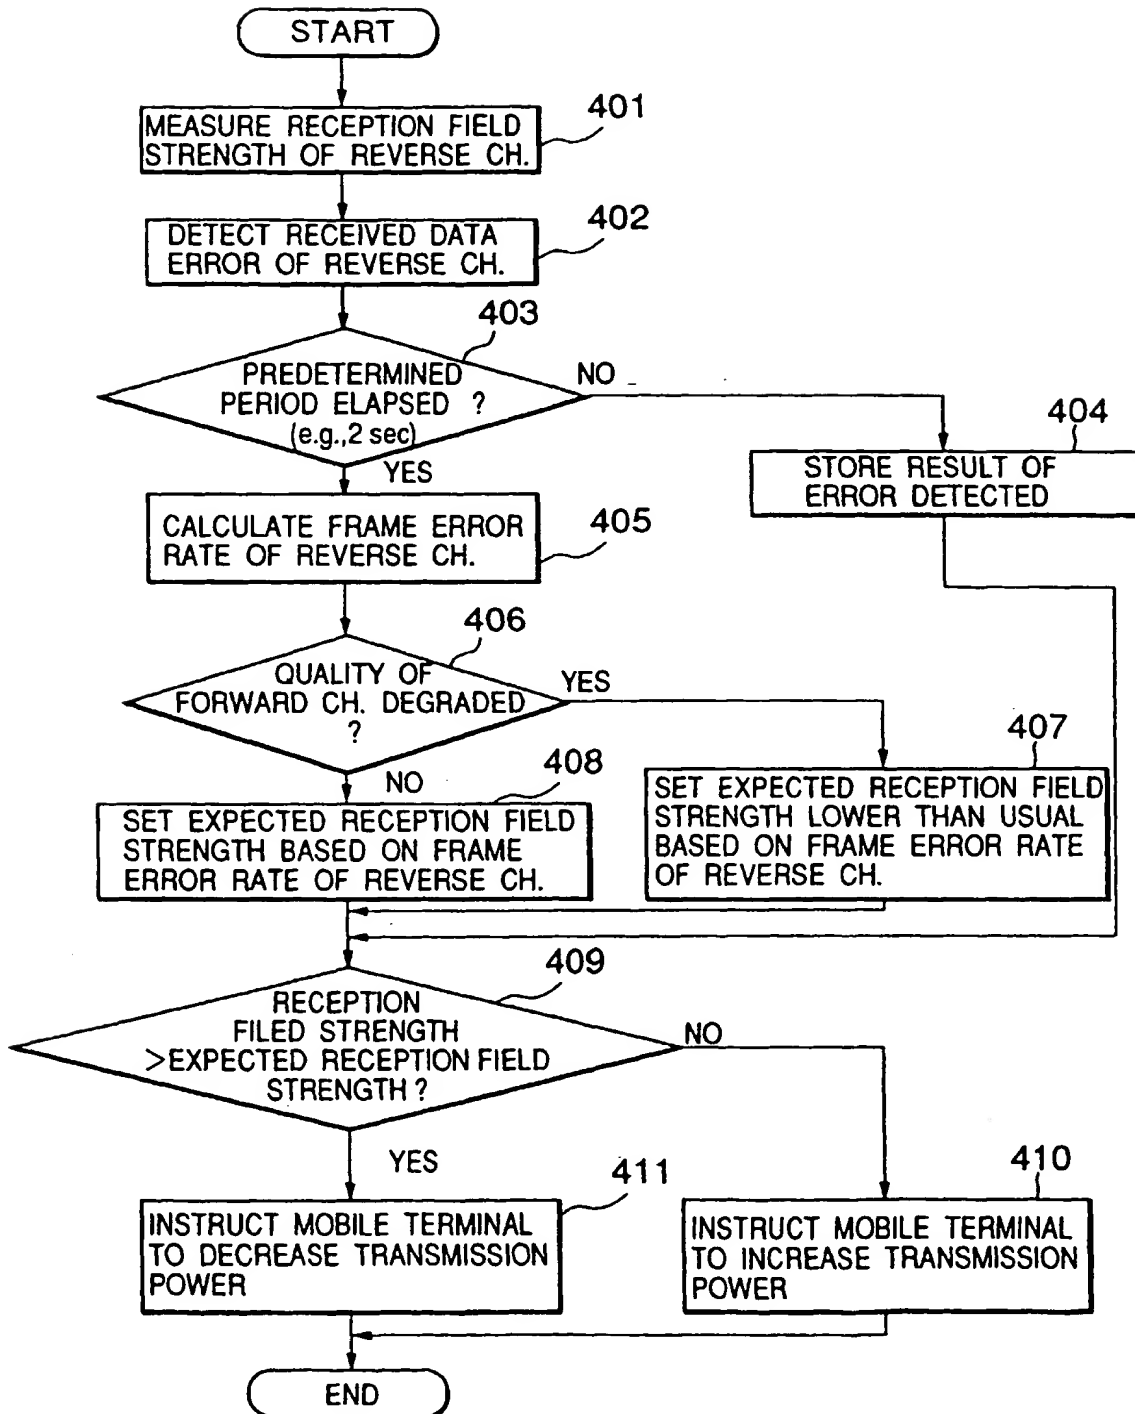 START
401
MEASURE RECEPTION FIELD
STRENGTH OF REVERSE CH.
402
DETECT RECEIVED DATA
ERROR OF REVERSE CH.
403
PREDETERMINED
PERIOD ELAPSED ?
(e.g.,2 sec)
NO
YES
404
STORE RESULT OF
ERROR DETECTED
405
CALCULATE FRAME ERROR
RATE OF REVERSE CH.
406
QUALITY OF
FORWARD CH. DEGRADED
?
YES
NO
407
SET EXPECTED RECEPTION FIELD
STRENGTH LOWER THAN USUAL
BASED ON FRAME ERROR RATE
OF REVERSE CH.
408
SET EXPECTED RECEPTION FIELD
STRENGTH BASED ON FRAME
ERROR RATE OF REVERSE CH.
409
RECEPTION
FILED STRENGTH
>EXPECTED RECEPTION FIELD
STRENGTH ?
NO
YES
411
INSTRUCT MOBILE TERMINAL
TO DECREASE TRANSMISSION
POWER
410
INSTRUCT MOBILE TERMINAL
TO INCREASE TRANSMISSION
POWER
END